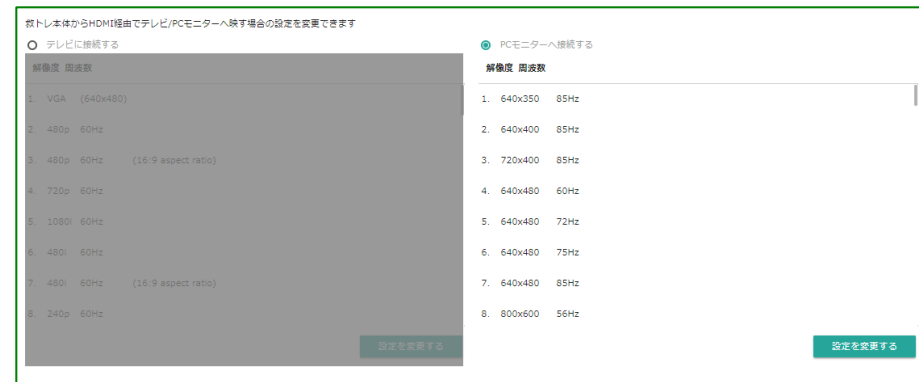 救トレ本体からHDMI経由でテレビ/PCモニターへ映す場合の設定を変更できます
テレビに接続する
解像度 周波数
1. VGA (640x480)
2. 480p 60Hz
3. 480p 60Hz (16:9 aspect ratio)
4. 720p 60Hz
5. 1080i 60Hz
6. 480i 60Hz
7. 480i 60Hz (16:9 aspect ratio)
8. 240p 60Hz
設定を変更する
PCモニターへ接続する
解像度 周波数
1. 640x350 85Hz
2. 640x400 85Hz
3. 720x400 85Hz
4. 640x480 60Hz
5. 640x480 72Hz
6. 640x480 75Hz
7. 640x480 85Hz
8. 800x600 56Hz
設定を変更する